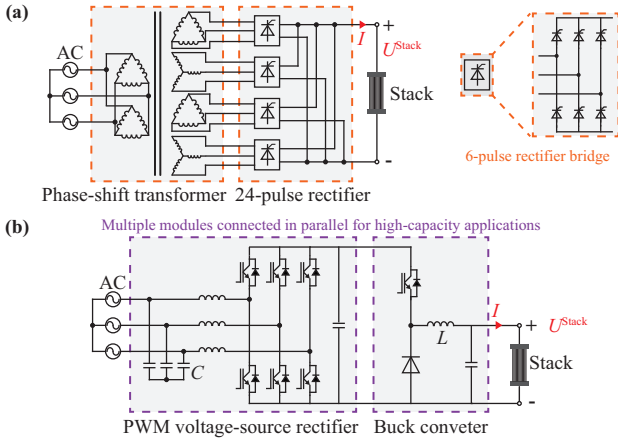 (a)
AC
I
+
U^Stack
Stack
-
6-pulse rectifier bridge
Phase-shift transformer 24-pulse rectifier
(b)
Multiple modules connected in parallel for high-capacity applications
AC
C
L
I
+
U^Stack
Stack
-
PWM voltage-source rectifier
Buck conveter